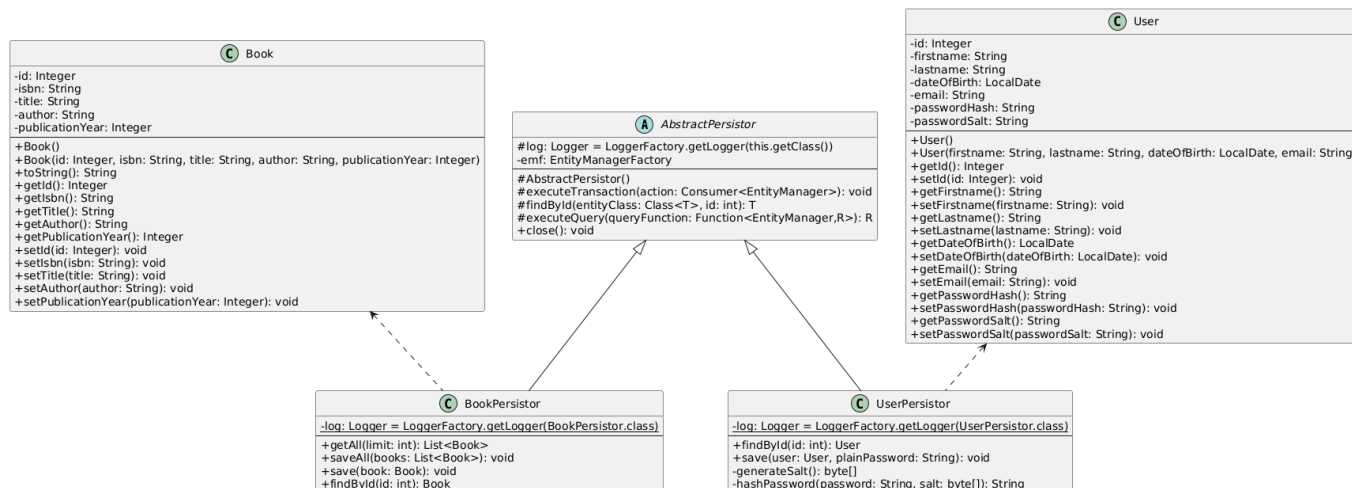 C Book
-id: Integer
-isbn: String
-title: String
-author: String
-publicationYear: Integer
+Book()
+Book(id: Integer, isbn: String, title: String, author: String, publicationYear: Integer)
+toString(): String
+getId(): Integer
+getIsbn(): String
+getTitle(): String
+getAuthor(): String
+getPublicationYear(): Integer
+setId(id: Integer): void
+setIsbn(isbn: String): void
+setTitle(title: String): void
+setAuthor(author: String): void
+setPublicationYear(publicationYear: Integer): void
A AbstractPersistor
#log: Logger = LoggerFactory.getLogger(this.getClass())
-emf: EntityManagerFactory
#AbstractPersistor()
#executeTransaction(action: Consumer<EntityManager>): void
#findById(entityClass: Class<T>, id: int): T
#executeQuery(queryFunction: Function<EntityManager,R>): R
+close(): void
C User
-id: Integer
-firstname: String
-lastname: String
-dateOfBirth: LocalDate
-email: String
-passwordHash: String
-passwordSalt: String
+User()
+User(firstname: String, lastname: String, dateOfBirth: LocalDate, email: String
+getId(): Integer
+setId(id: Integer): void
+getFirstname(): String
+setFirstname(firstname: String): void
+getLastname(): String
+setLastname(lastname: String): void
+getDateOfBirth(): LocalDate
+setDateOfBirth(dateOfBirth: LocalDate): void
+getEmail(): String
+setEmail(email: String): void
+getPasswordHash(): String
+setPasswordHash(passwordHash: String): void
+getPasswordSalt(): String
+setPasswordSalt(passwordSalt: String): void
C BookPersistor
-log: Logger = LoggerFactory.getLogger(BookPersistor.class)
+getAll(limit: int): List<Book>
+saveAll(books: List<Book>): void
+save(book: Book): void
+findById(id: int): Book
C UserPersistor
-log: Logger = LoggerFactory.getLogger(UserPersistor.class)
+findById(id: int): User
+save(user: User, plainPassword: String): void
-generateSalt(): byte[]
-hashPassword(password: String, salt: byte[]): String